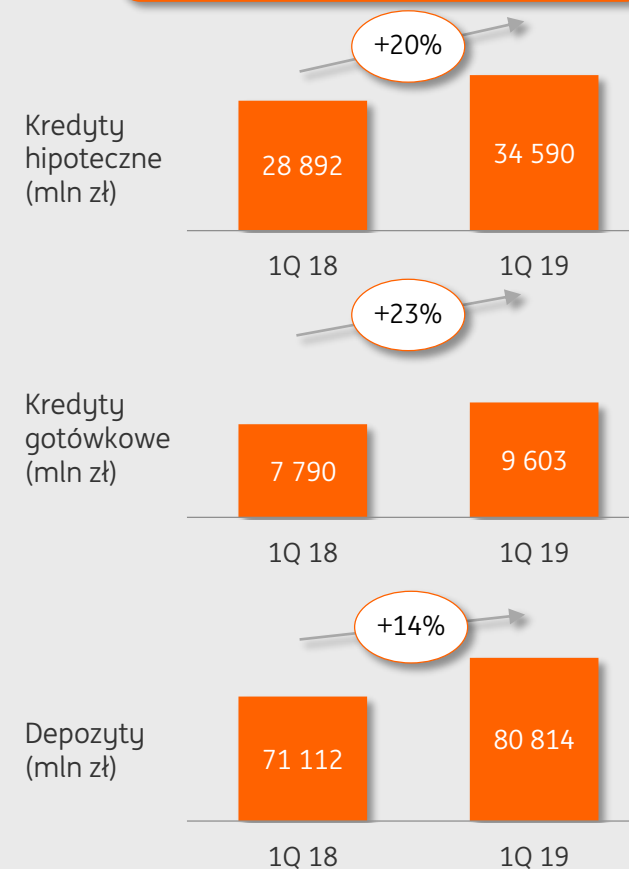 +20%
Kredyty
hipoteczne
(mln zł)
28 892
34 590
1Q 18
1Q 19
+23%
Kredyty
gotówkowe
(mln zł)
7 790
9 603
1Q 18
1Q 19
+14%
Depozyty
(mln zł)
71 112
80 814
1Q 18
1Q 19